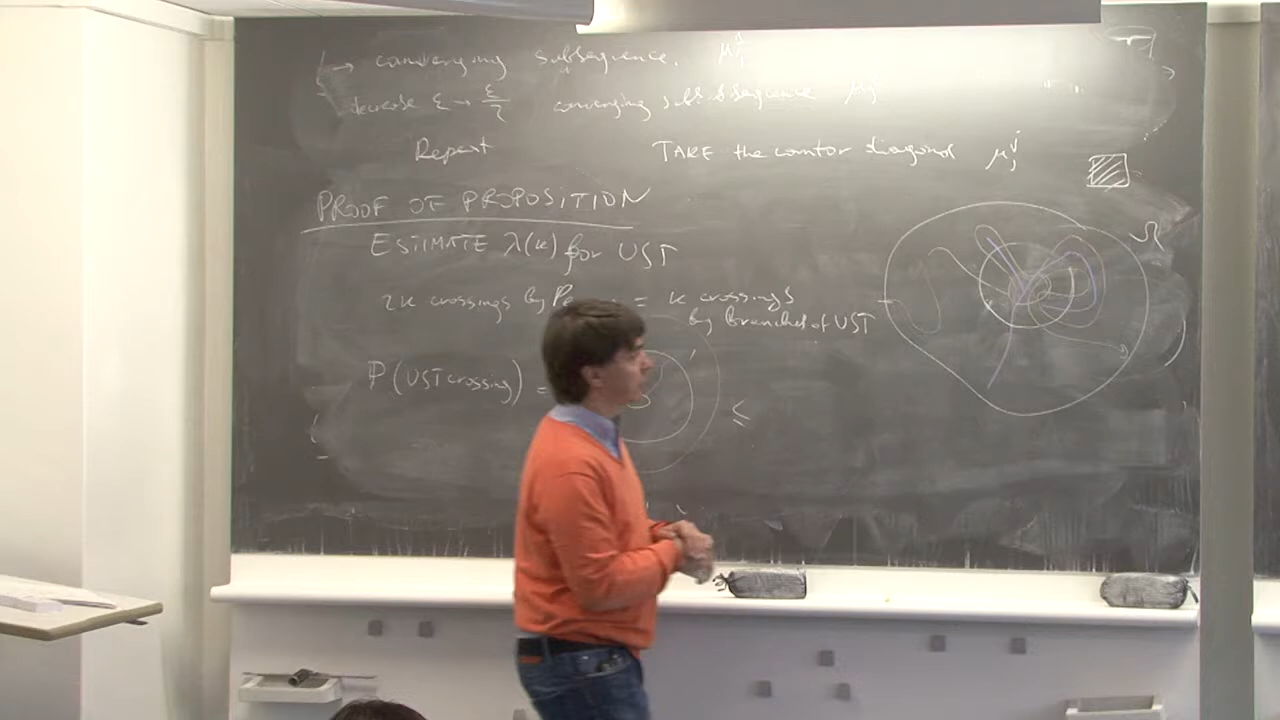 ↳ converging subsequence. μ
decrease ε → ε/2 converging subsubsequence
Repeat TAKE the cantor diagonal μ
PROOF OF PROPOSITION
ESTIMATE λ(k) for UST
2k crossings by = k crossings
by branches of UST
Ω
P(UST crossing) = ≤